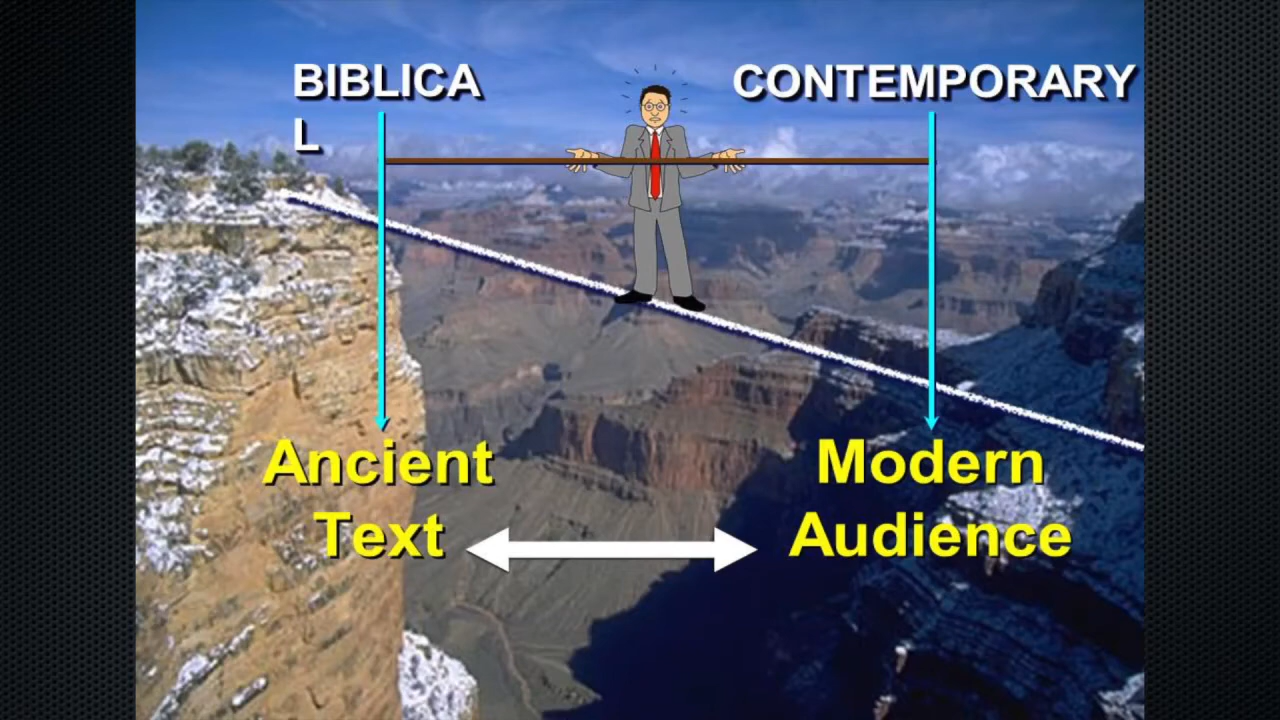 BIBLICA
L
CONTEMPORARY
Ancient
Text
Modern
Audience